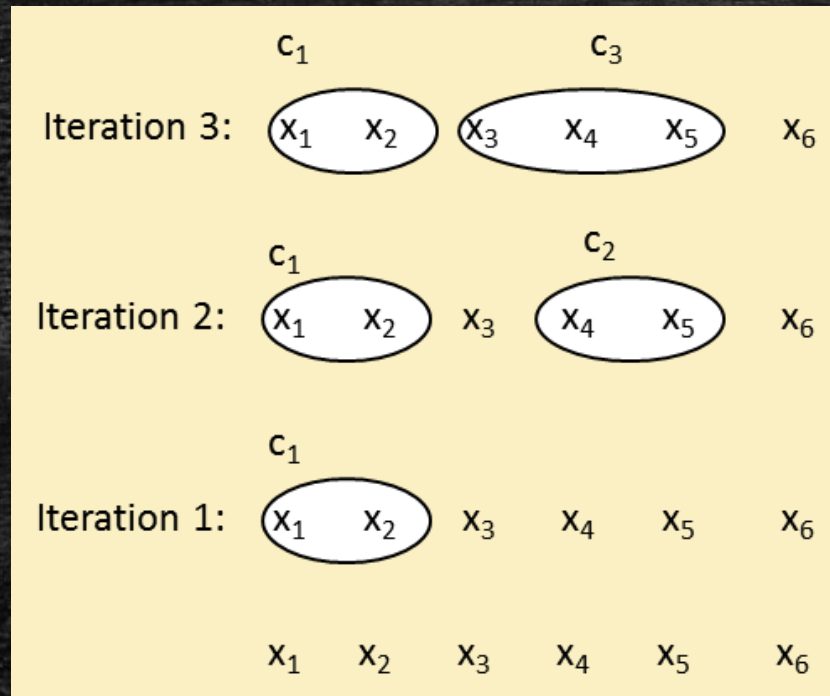 c₁ c₃
Iteration 3: x₁ x₂ x₃ x₄ x₅ x₆
c₁ c₂
Iteration 2: x₁ x₂ x₃ x₄ x₅ x₆
c₁
Iteration 1: x₁ x₂ x₃ x₄ x₅ x₆
x₁ x₂ x₃ x₄ x₅ x₆